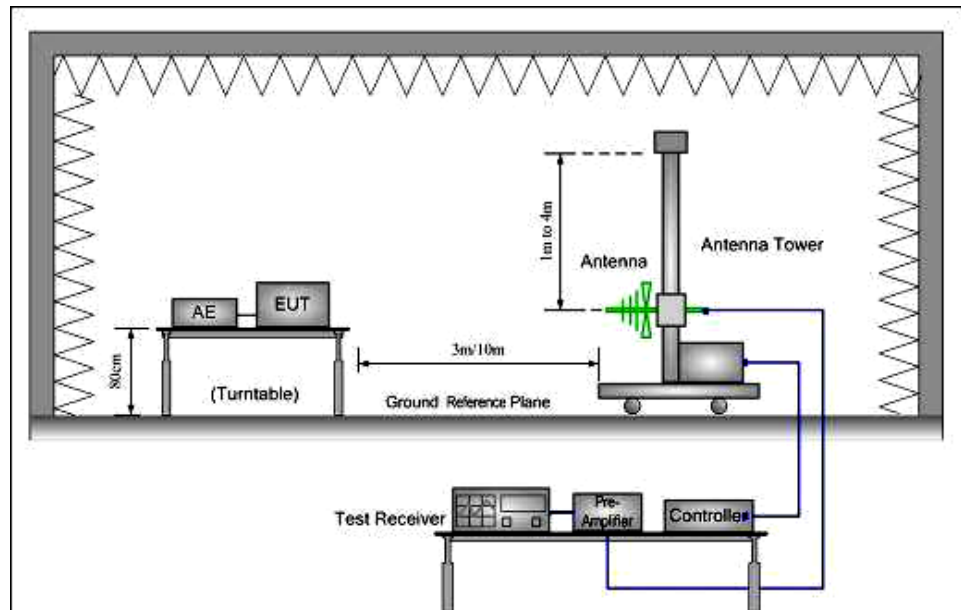 1m to 4m
Antenna Tower
Antenna
AE
EUT
80cm
3m/10m
(Turntable)
Ground Reference Plane
Test Receiver
Pre-
Amplifier
Controller